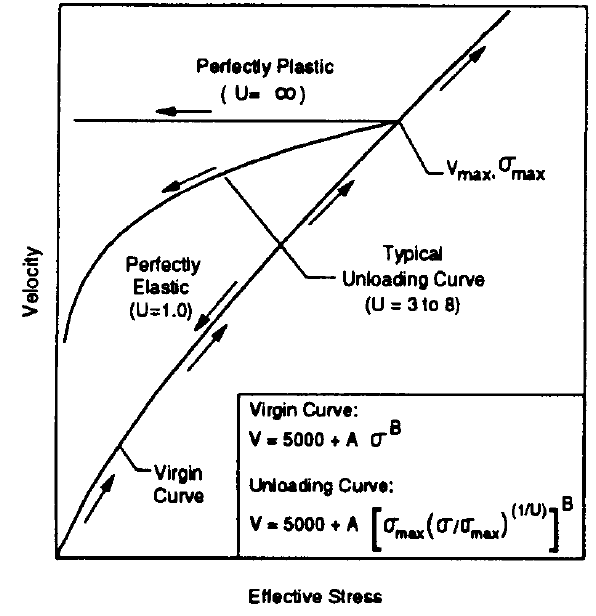 Perfectly Plastic
( U= ∞)
Vmax, σmax
Typical
Unloading Curve
(U = 3 to 8)
Perfectly
Elastic
(U=1.0)
Velocity
Virgin
Curve
Virgin Curve:
V = 5000 + A σ^B
Unloading Curve:
V = 5000 + A [σmax(σ/σmax)^(1/U)]^B
Effective Stress